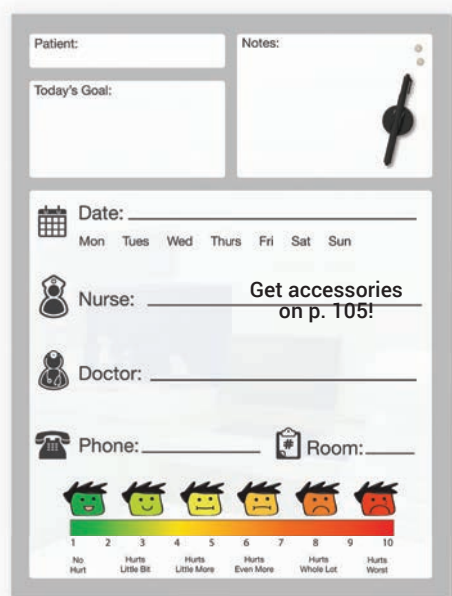 Patient:
Notes:
Today's Goal:
Date:
Mon Tues Wed Thurs Fri Sat Sun
Nurse:
Get accessories
on p. 105!
Doctor:
Phone:
#
Room:
1 2 3 4 5 6 7 8 9 10
No Hurt
Hurts Little Bit
Hurts Little More
Hurts Even More
Hurts Whole Lot
Hurts Worst